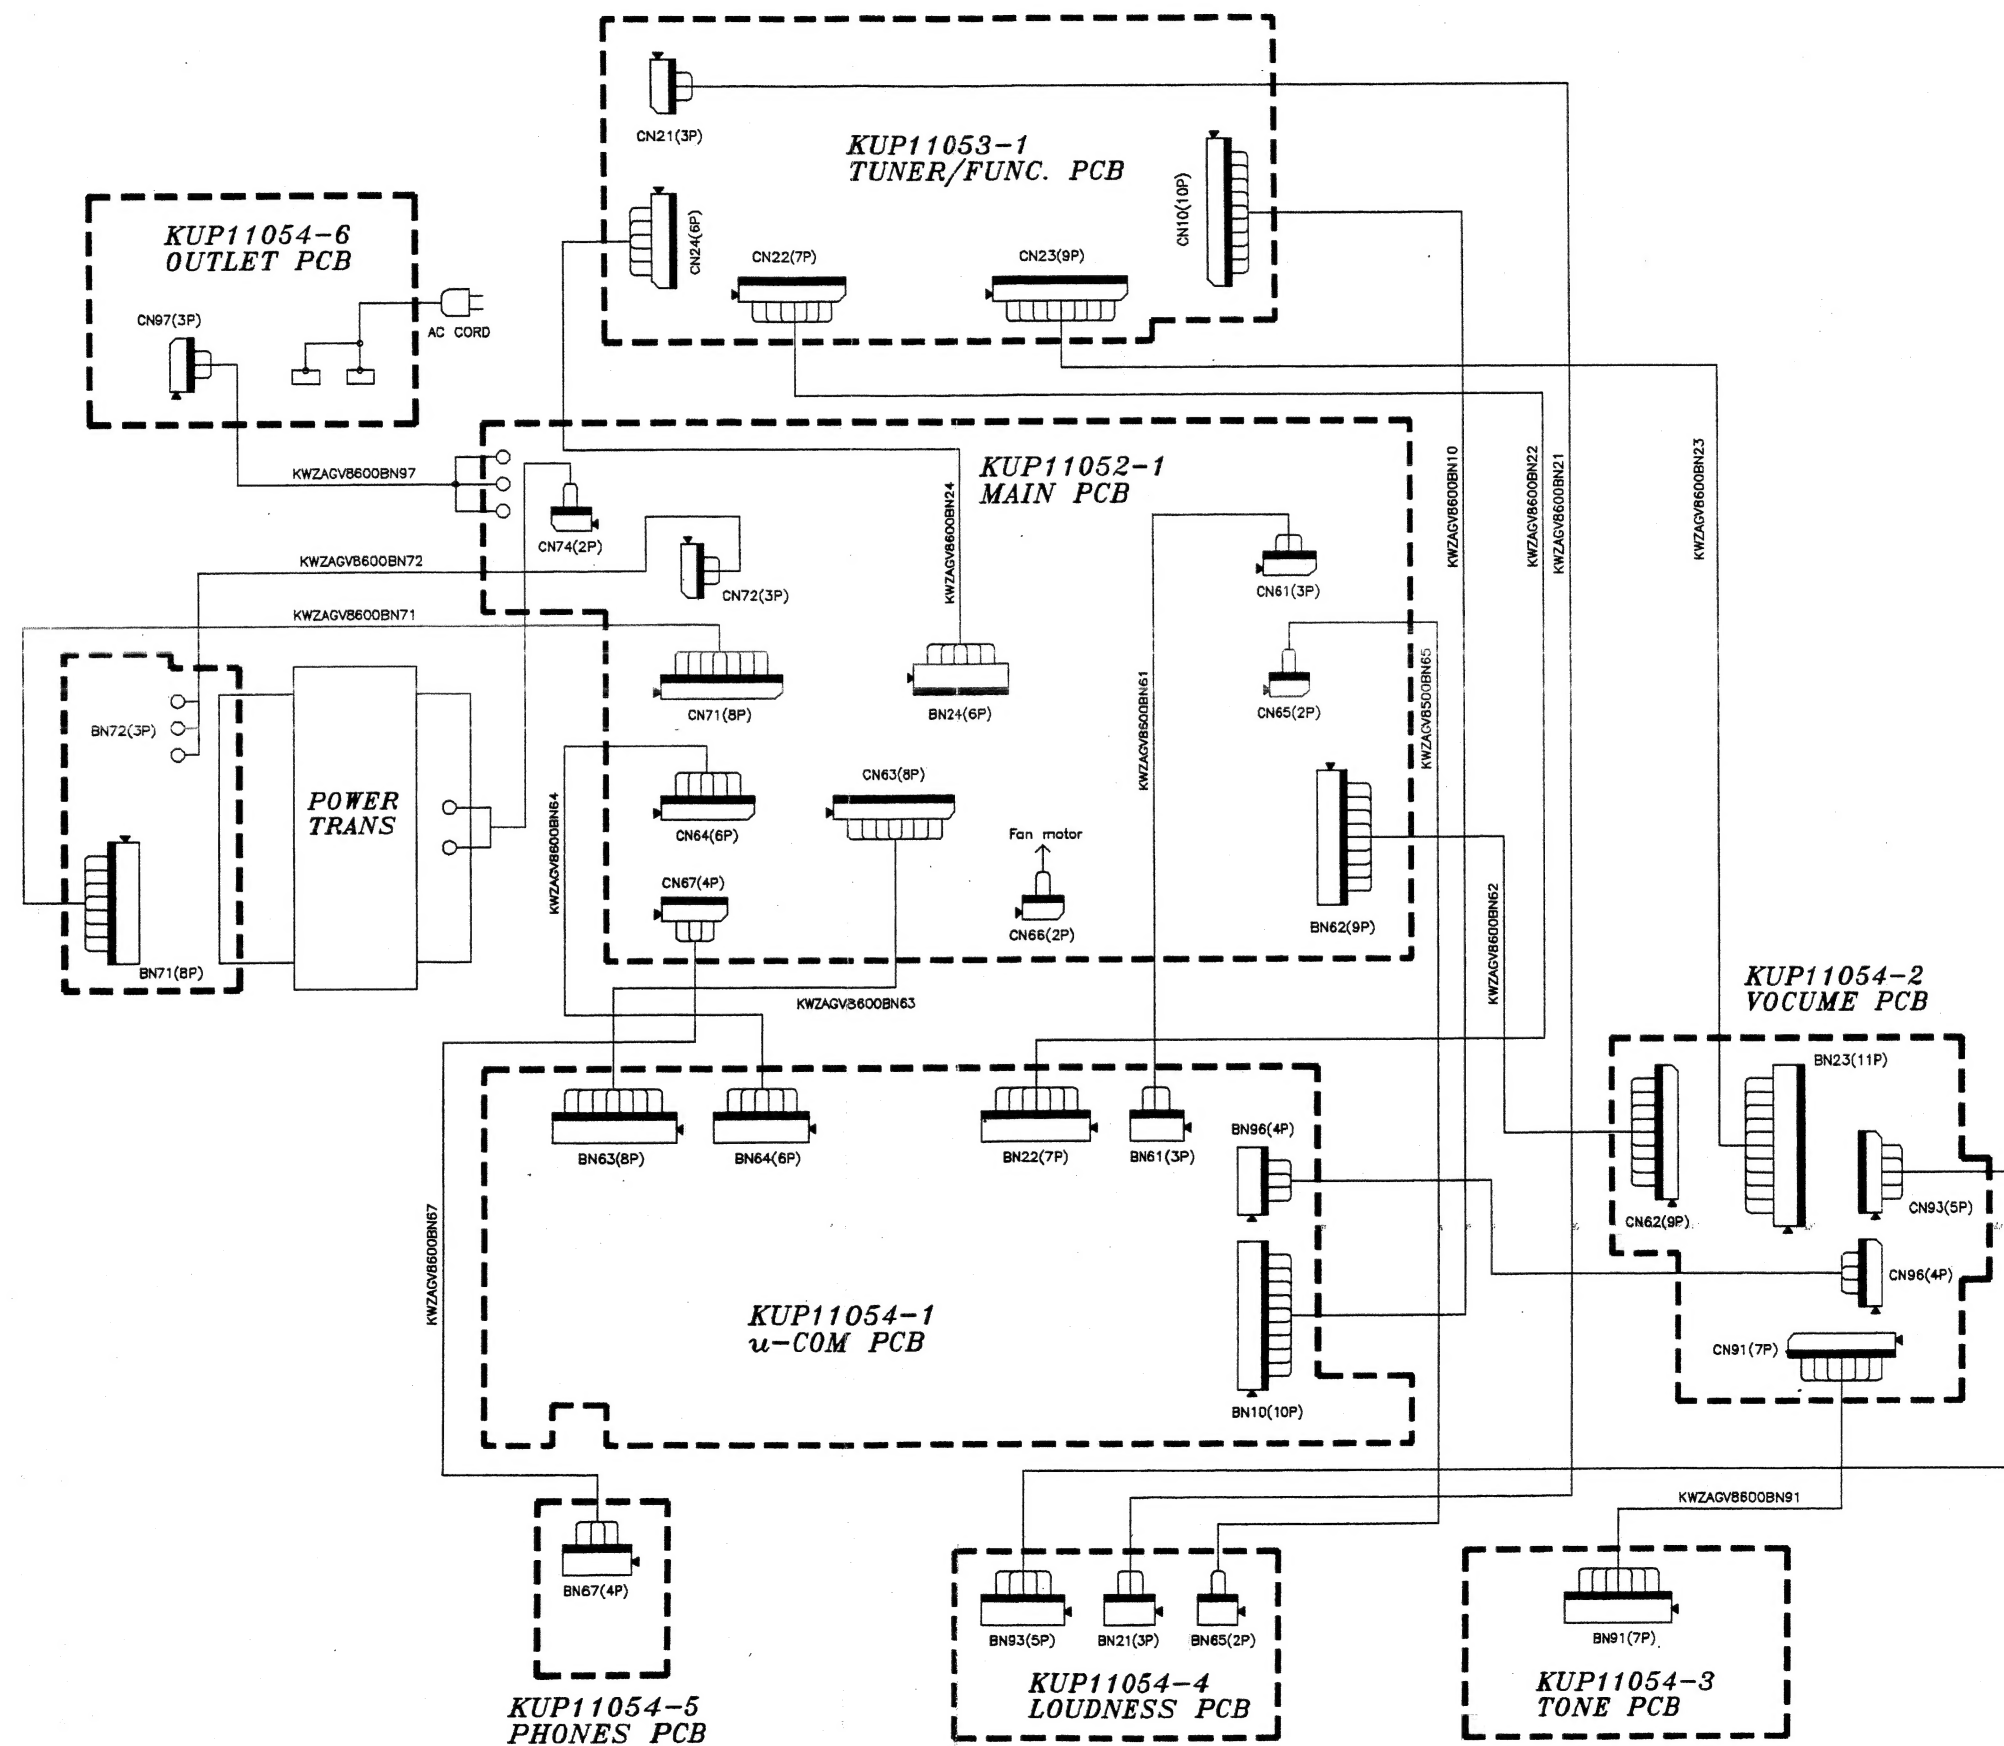 CN21(3P)
KUP11053-1
TUNER/FUNC. PCB
CN10(10P)
CN24(6P)
CN22(7P)
CN23(9P)
KUP11054-6
OUTLET PCB
CN97(3P)
AC CORD
KWZAGV8600BN97
KUP11052-1
MAIN PCB
CN74(2P)
KWZAGV8600BN72
CN72(3P)
KWZAGV8600BN24
CN61(3P)
KWZAGV8600BN10
KWZAGV8600BN22
KWZAGV8600BN21
KWZAGV8600BN23
KWZAGV8600BN71
CN71(8P)
BN24(6P)
KWZAGV8600BN61
CN65(2P)
KWZAGV8500BN65
BN72(3P)
POWER
TRANS
KWZAGV8600BN64
CN64(6P)
CN63(8P)
Fan motor
CN67(4P)
CN66(2P)
BN62(9P)
KWZAGV8600BN62
BN71(8P)
KWZAGV8600BN63
KUP11054-2
VOCUME PCB
BN23(11P)
BN63(8P)
BN64(6P)
BN22(7P)
BN61(3P)
BN96(4P)
CN62(9P)
CN93(5P)
CN96(4P)
KWZAGV8600BN67
KUP11054-1
u-COM PCB
CN91(7P)
BN10(10P)
KWZAGV8600BN91
BN67(4P)
BN93(5P)
BN21(3P)
BN65(2P)
BN91(7P)
KUP11054-5
PHONES PCB
KUP11054-4
LOUDNESS PCB
KUP11054-3
TONE PCB